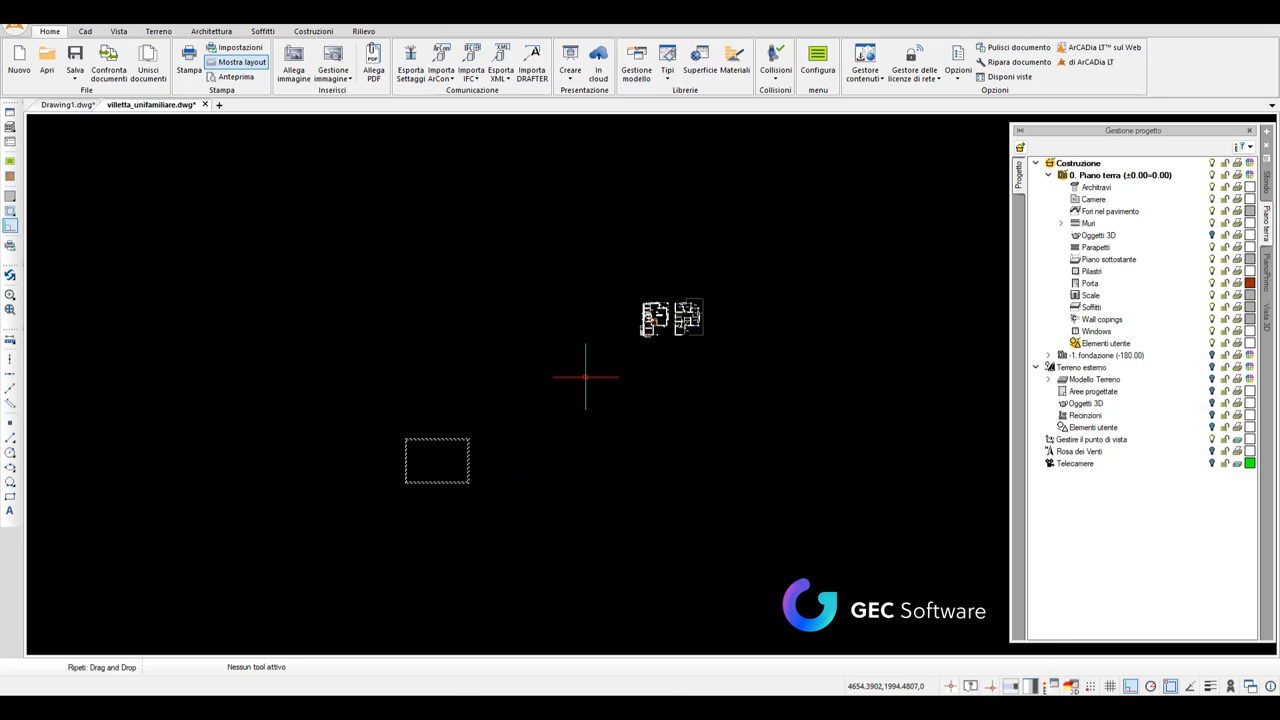 Home Cad Vista Terreno Architettura Soffitti Costruzioni Rilievo
Nuovo Apri Salva Confronta documenti Unisci documenti
File
Stampa Impostazioni Mostra layout Anteprima
Stampa
Allega immagine Gestione immagine Allega PDF
Inserisci
Esporta Settaggi Importa ArCon Importa IFC Esporta XML Importa DRAFTER
Comunicazione
Creare In cloud
Presentazione
Gestione modello Tipi Superficie Materiali
Librerie
Collisioni
Collisioni
Configura
menu
Gestore contenuti Gestore delle licenze di rete Opzioni Pulisci documento Ripara documento Disponi viste ArCADia LT™ sul Web di ArCADia LT
Opzioni
Drawing1.dwg* villetta_unifamiliare.dwg*
Gestione progetto
Progetto
Costruzione
0. Piano terra (±0.00=0.00)
Architravi
Camere
Fori nel pavimento
Muri
Oggetti 3D
Parapetti
Piano sottostante
Pilastri
Porta
Scale
Soffitti
Wall copings
Windows
Elementi utente
-1. fondazione (-180.00)
Terreno esterno
Modello Terreno
Aree progettate
Oggetti 3D
Recinzioni
Elementi utente
Gestire il punto di vista
Rosa dei Venti
Telecamere
Sfondo
Piano terra
PianoPrimo
Vista 3D
GEC Software
Ripeti: Drag and Drop Nessun tool attivo 4654.3902,1994.4807,0